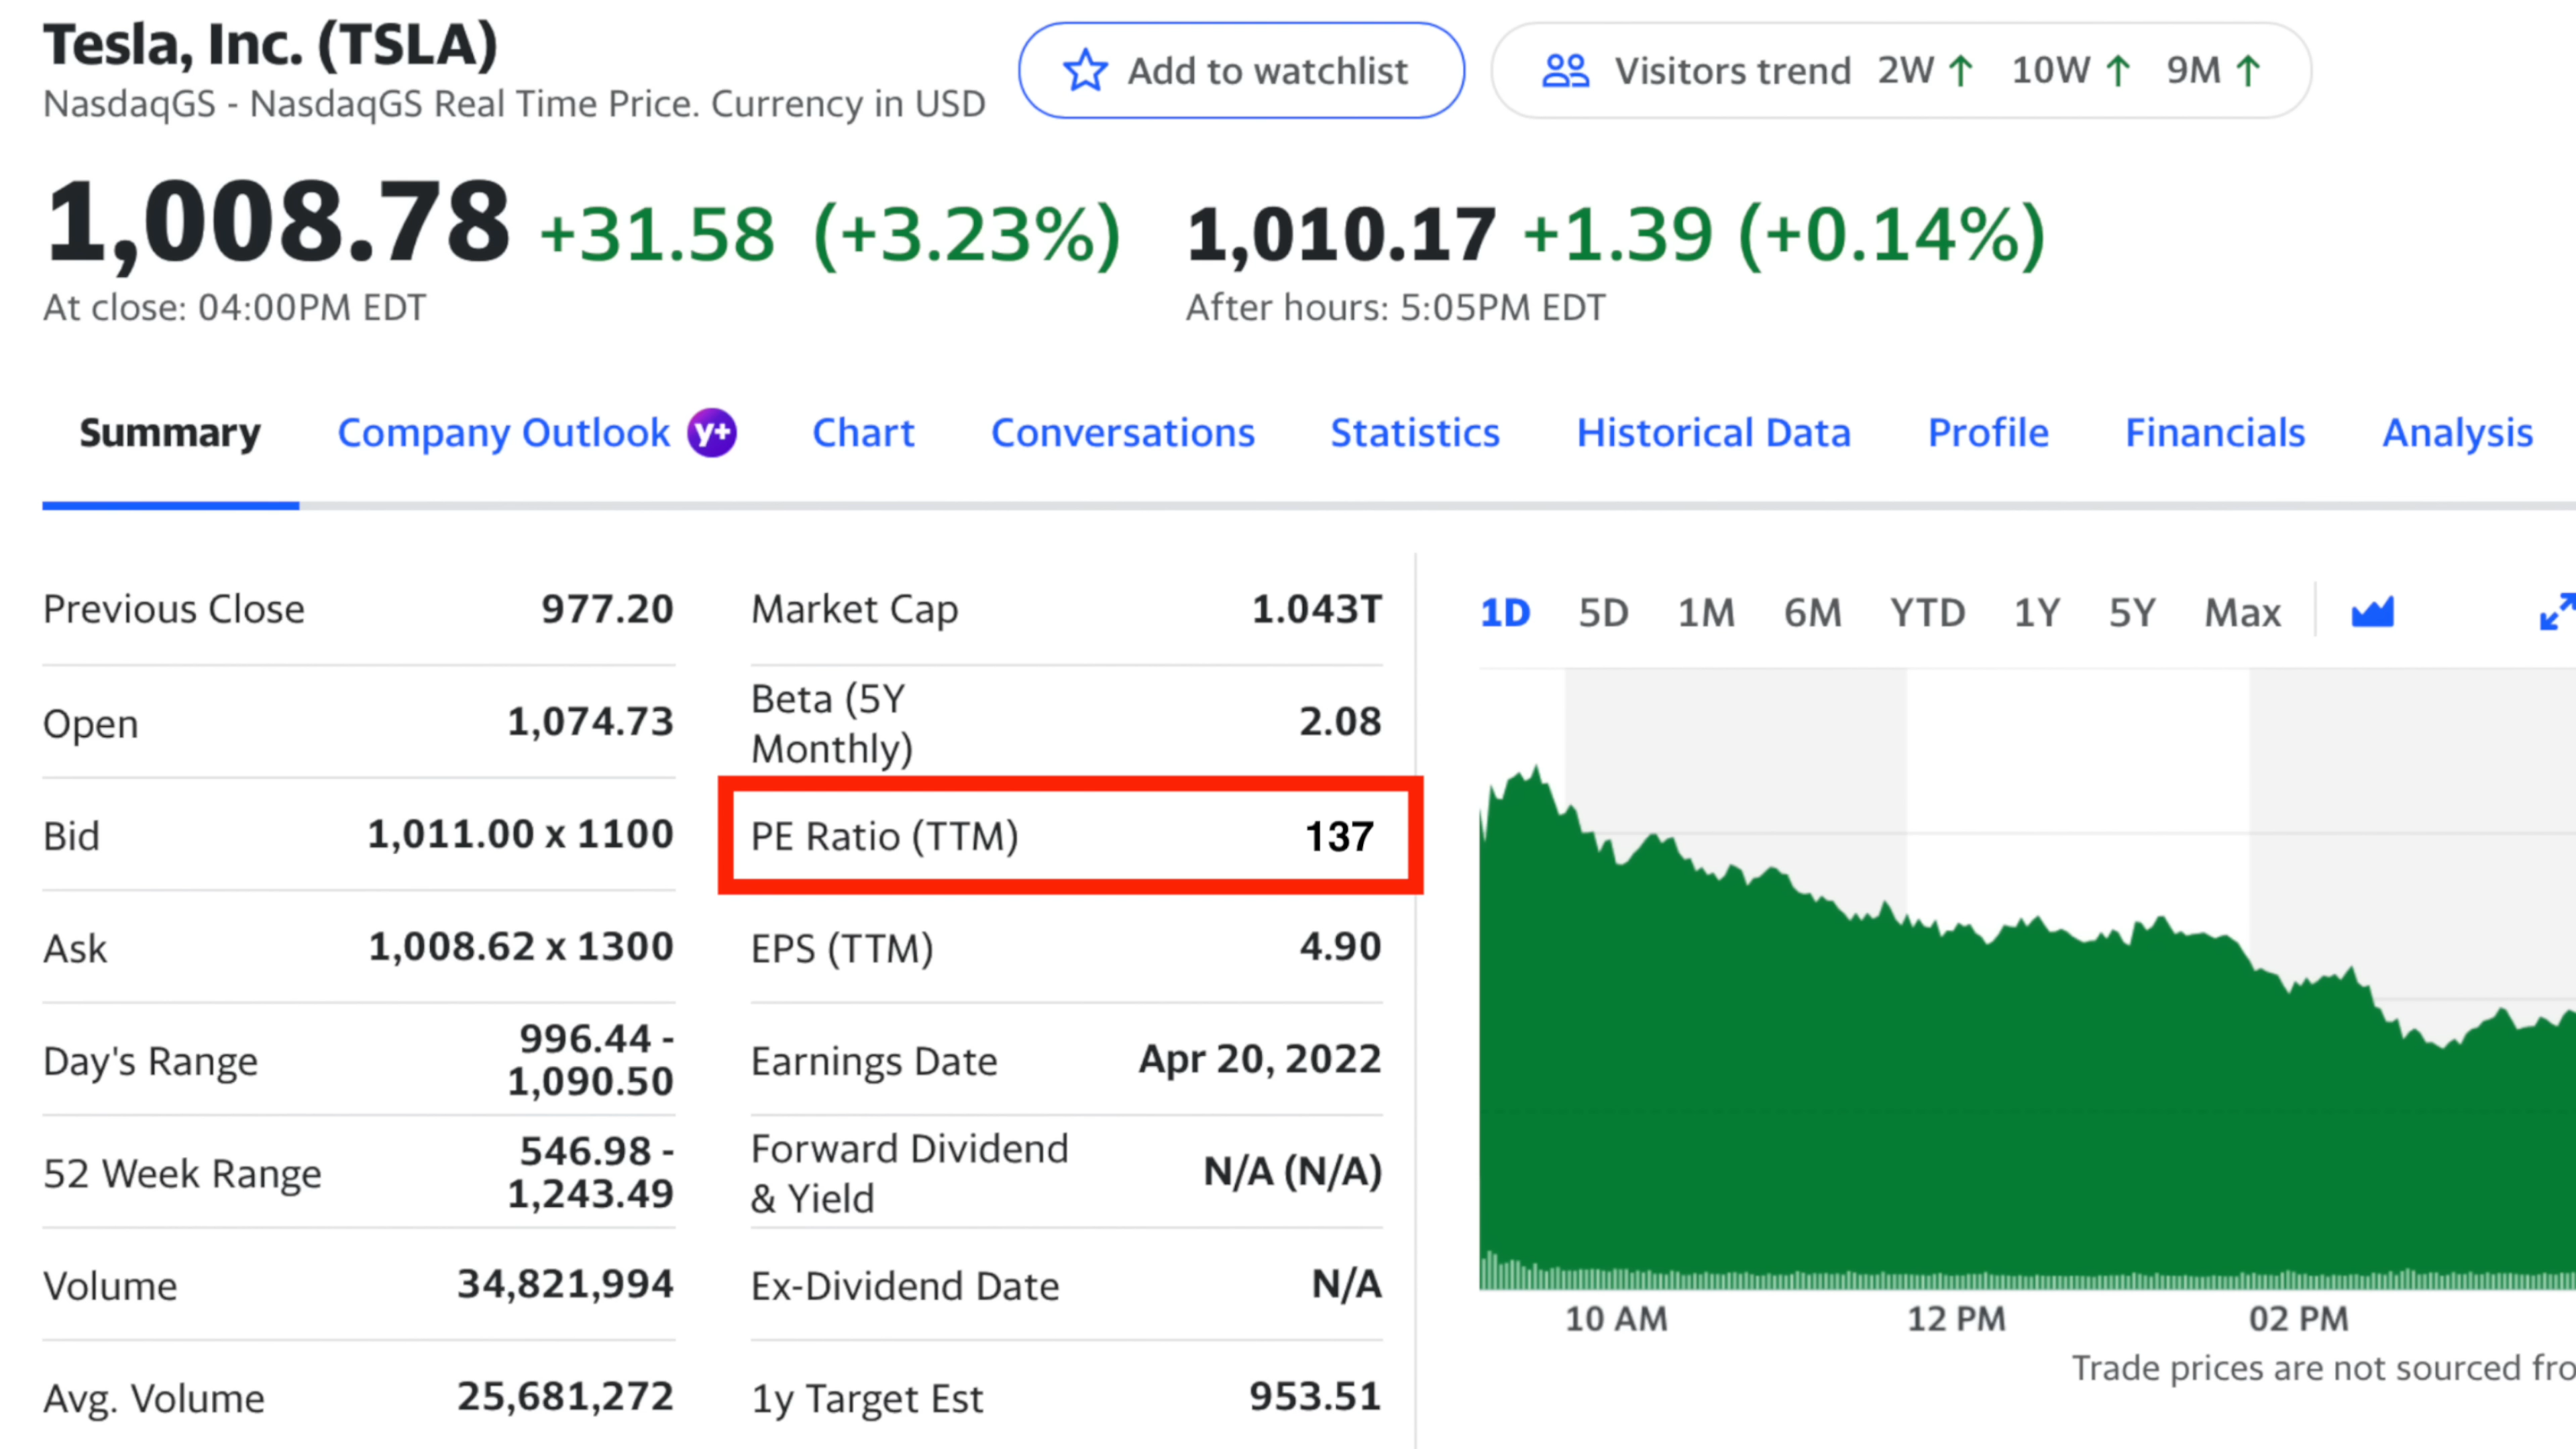 Tesla, Inc. (TSLA)
NasdaqGS - NasdaqGS Real Time Price. Currency in USD
Add to watchlist
Visitors trend 2W ↑ 10W ↑ 9M ↑
1,008.78 +31.58 (+3.23%)
At close: 04:00PM EDT
1,010.17 +1.39 (+0.14%)
After hours: 5:05PM EDT
Summary Company Outlook y+ Chart Conversations Statistics Historical Data Profile Financials Analysis
Previous Close 977.20
Open 1,074.73
Bid 1,011.00 x 1100
Ask 1,008.62 x 1300
Day's Range 996.44 -
1,090.50
52 Week Range 546.98 -
1,243.49
Volume 34,821,994
Avg. Volume 25,681,272
Market Cap 1.043T
Beta (5Y
Monthly) 2.08
PE Ratio (TTM) 137
EPS (TTM) 4.90
Earnings Date Apr 20, 2022
Forward Dividend
& Yield N/A (N/A)
Ex-Dividend Date N/A
1y Target Est 953.51
1D 5D 1M 6M YTD 1Y 5Y Max
10 AM 12 PM 02 PM
Trade prices are not sourced fro